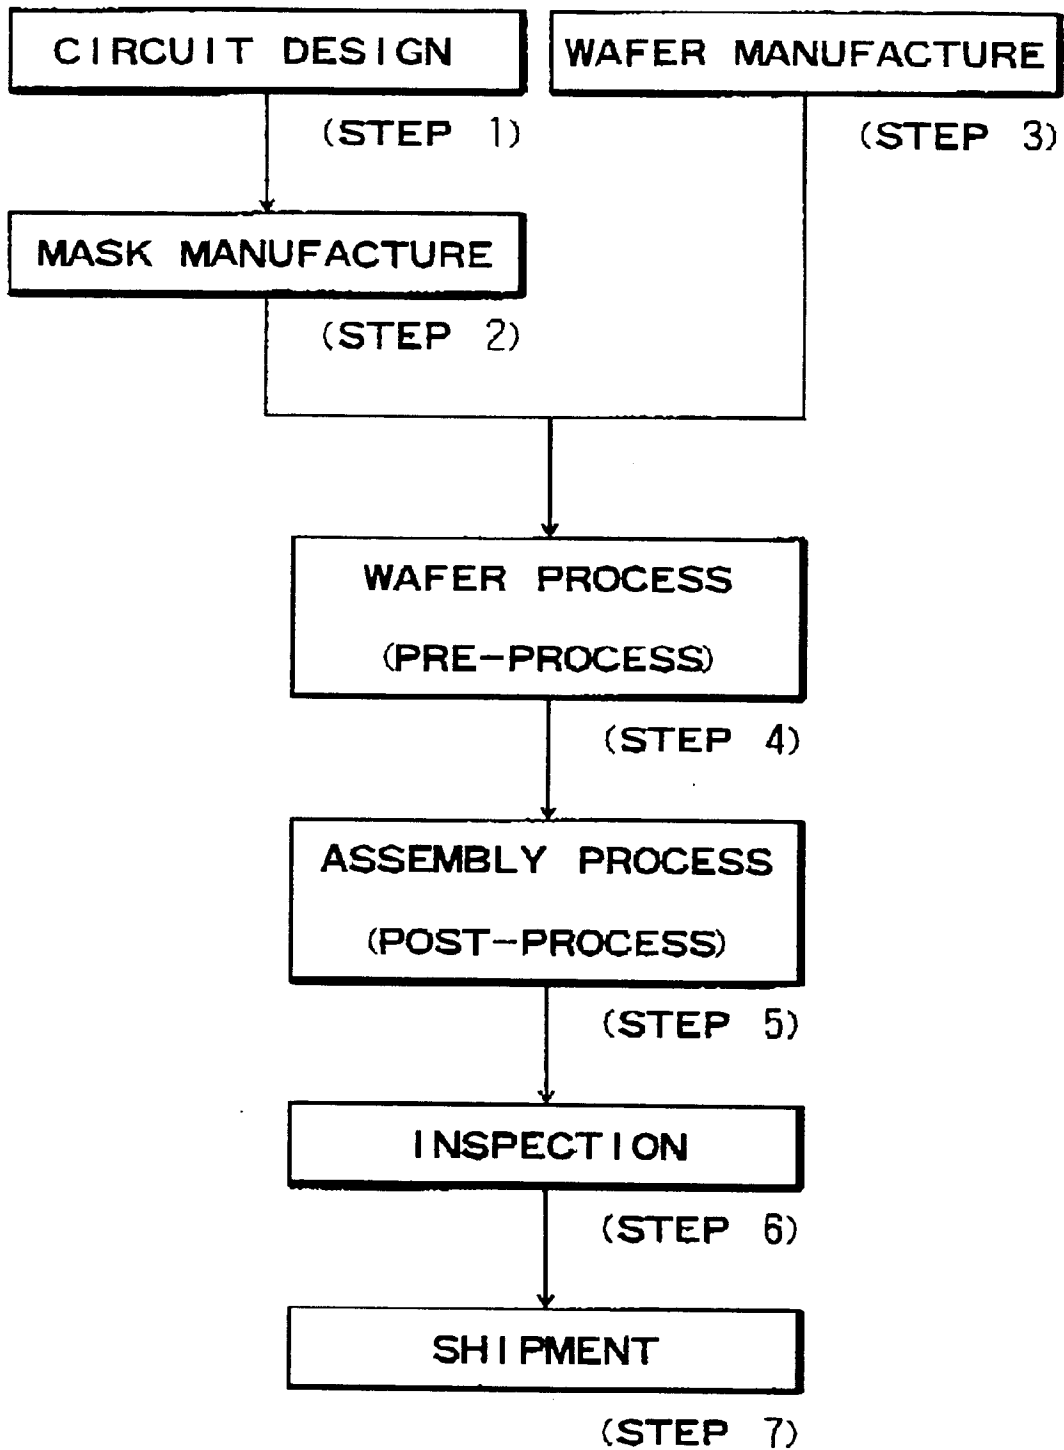 CIRCUIT DESIGN
WAFER MANUFACTURE
(STEP 1)
(STEP 3)
MASK MANUFACTURE
(STEP 2)
WAFER PROCESS
(PRE-PROCESS)
(STEP 4)
ASSEMBLY PROCESS
(POST-PROCESS)
(STEP 5)
INSPECTION
(STEP 6)
SHIPMENT
(STEP 7)